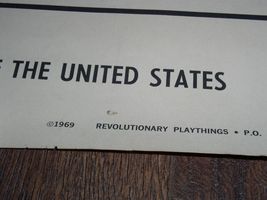 THE UNITED STATES
©1969 REVOLUTIONARY PLAYTHINGS • P.O.